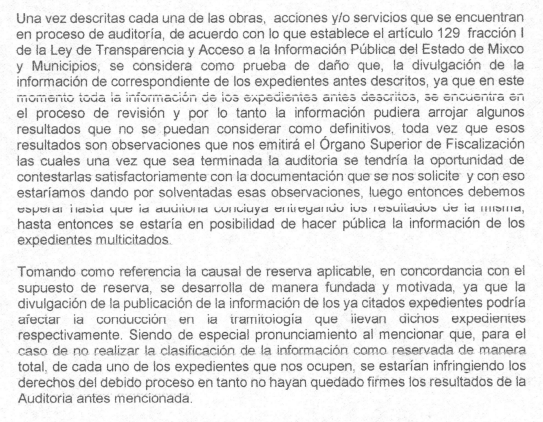 Una vez descritas cada una de las obras, acciones y/o servicios que se encuentran
en proceso de auditoría, de acuerdo con lo que establece el artículo 129 fracción I
de la Ley de Transparencia y Acceso a la Información Pública del Estado de Mixco
y Municipios, se considera como prueba de daño que, la divulgación de la
información de correspondiente de los expedientes antes descritos, ya que en este
momento toda la información de los expedientes antes descritos, se encuentra en
el proceso de revisión y por lo tanto la información pudiera arrojar algunos
resultados que no se puedan considerar como definitivos, toda vez que esos
resultados son observaciones que nos emitirá el Órgano Superior de Fiscalización
las cuales una vez que sea terminada la auditoria se tendría la oportunidad de
contestarlas satisfactoriamente con la documentación que se nos solicite y con eso
estaríamos dando por solventadas esas observaciones, luego entonces debemos
esperar hasta que la auditoria concluya entregando los resultados de la misma,
hasta entonces se estaría en posibilidad de hacer pública la información de los
expedientes multicitados.
Tomando como referencia la causal de reserva aplicable, en concordancia con el
supuesto de reserva, se desarrolla de manera fundada y motivada, ya que la
divulgación de la publicación de la información de los ya citados expedientes podría
afectar la conducción en la tramitología que llevan dichos expedientes
respectivamente. Siendo de especial pronunciamiento al mencionar que, para el
caso de no realizar la clasificación de la información como reservada de manera
total, de cada uno de los expedientes que nos ocupen, se estarían infringiendo los
derechos del debido proceso en tanto no hayan quedado firmes los resultados de la
Auditoria antes mencionada.